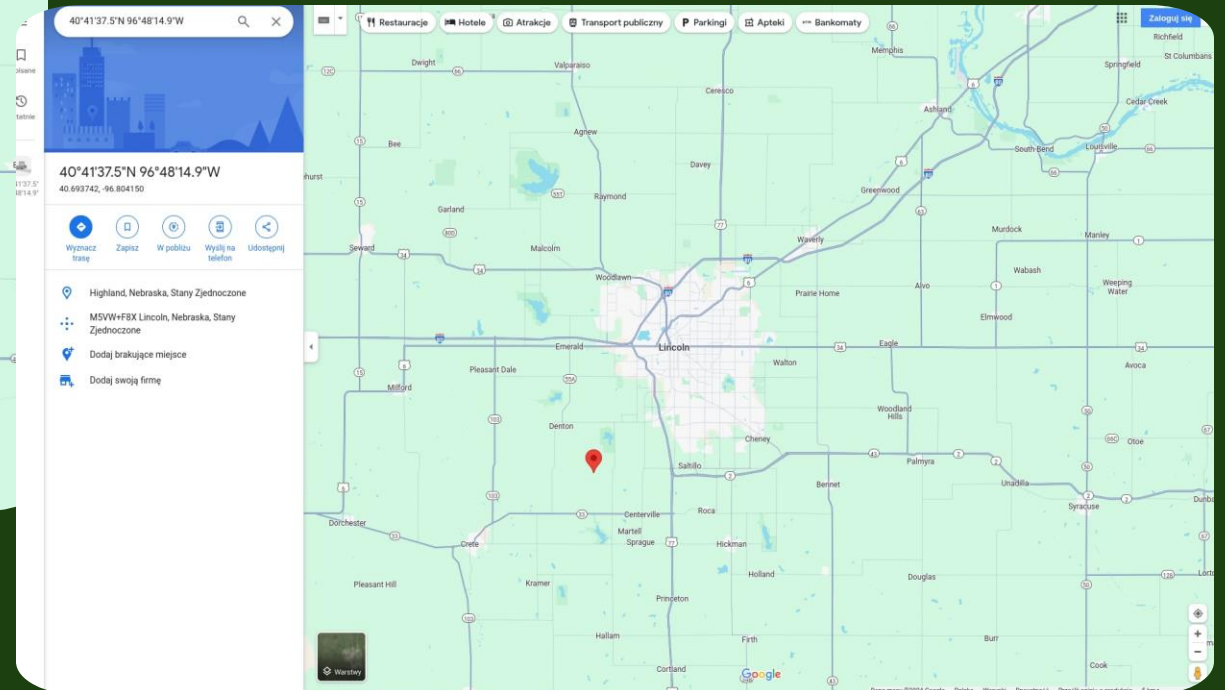 40°41'37.5"N 96°48'14.9"W
Restauracje
Hotele
Atrakcje
Transport publiczny
Parkingi
Apteki
Bankomaty
Zaloguj się
40°41'37.5"N 96°48'14.9"W
40.693742, -96.804150
Wyznacz
trasę
Zapisz
W pobliżu
Wyślij na
telefon
Udostępnij
Highland, Nebraska, Stany Zjednoczone
M5VW+F8X Lincoln, Nebraska, Stany
Zjednoczone
Dodaj brakujące miejsce
Dodaj swoją firmę
Richfield
Memphis
St Columbans
Dwight
Valparaiso
Springfield
Ceresco
Cedar Creek
Ashland
Agnew
Bee
South Bend
Louisville
Davey
Greenwood
Raymond
Garland
Murdock
Manley
Waverly
Seward
Malcolm
Wabash
Woodlawn
Alvo
Weeping
Water
Prairie Home
Elmwood
Emerald
Lincoln
Eagle
Walton
Avoca
Pleasant Dale
Milford
Woodland
Hills
Denton
Cheney
Otoe
Saltillo
Palmyra
Bennet
Unadilla
Syracuse
Roca
Centerville
Dorchester
Martell
Sprague
Crete
Hickman
Holland
Douglas
Pleasant Hill
Kramer
Princeton
Hallam
Firth
Burr
Cortland
Cook
Warstwy
Google